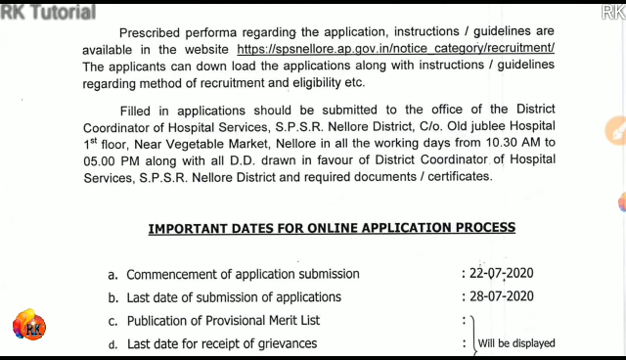 RK Tutorial
RK
Prescribed performa regarding the application, instructions / guidelines are
available in the website https://spsnellore.ap.gov.in/notice_category/recruitment/
The applicants can down load the applications along with instructions / guidelines
regarding method of recruitment and eligibility etc.
Filled in applications should be submitted to the office of the District
Coordinator of Hospital Services, S.P.S.R. Nellore District, C/o. Old jublee Hospital
1st floor, Near Vegetable Market, Nellore in all the working days from 10.30 AM to
05.00 PM along with all D.D. drawn in favour of District Coordinator of Hospital
Services, S.P.S.R. Nellore District and required documents / certificates.
IMPORTANT DATES FOR ONLINE APPLICATION PROCESS
a. Commencement of application submission : 22-07-2020
b. Last date of submission of applications : 28-07-2020
c. Publication of Provisional Merit List :
d. Last date for receipt of grievances : Will be displayed
RK